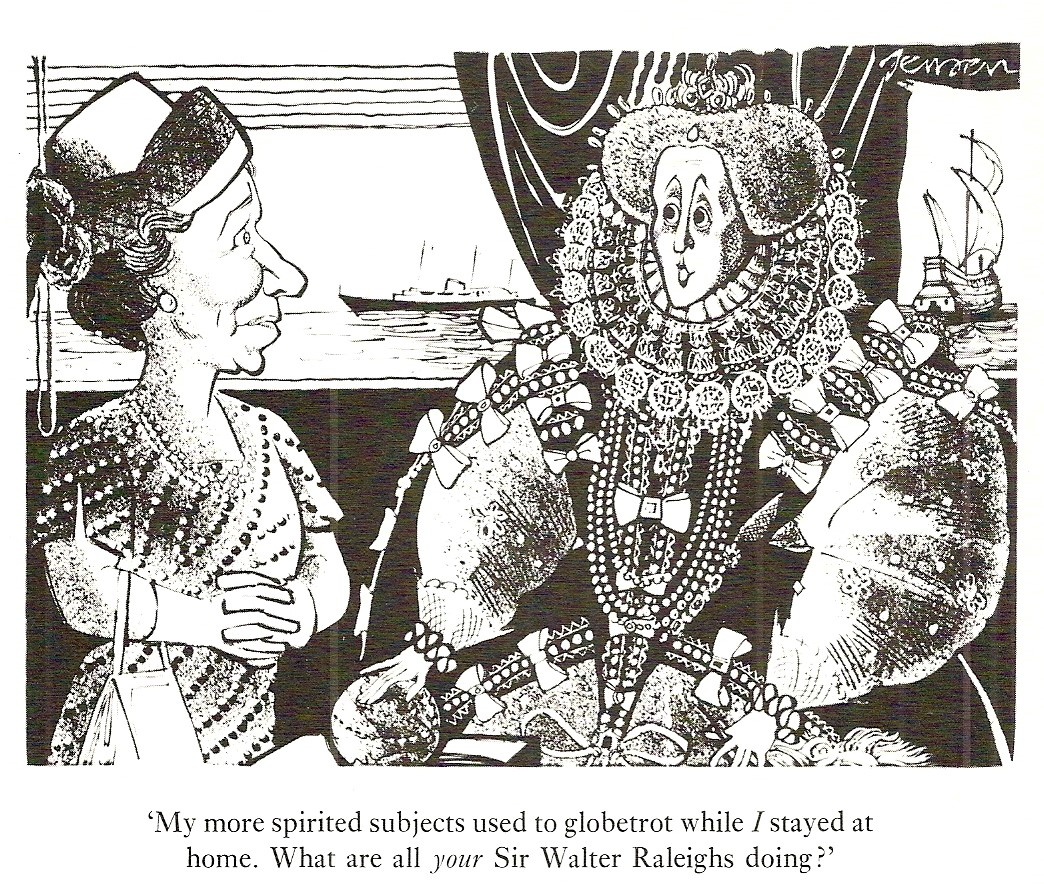 Jensen
‘My more spirited subjects used to globetrot while I stayed at
home. What are all your Sir Walter Raleighs doing?’